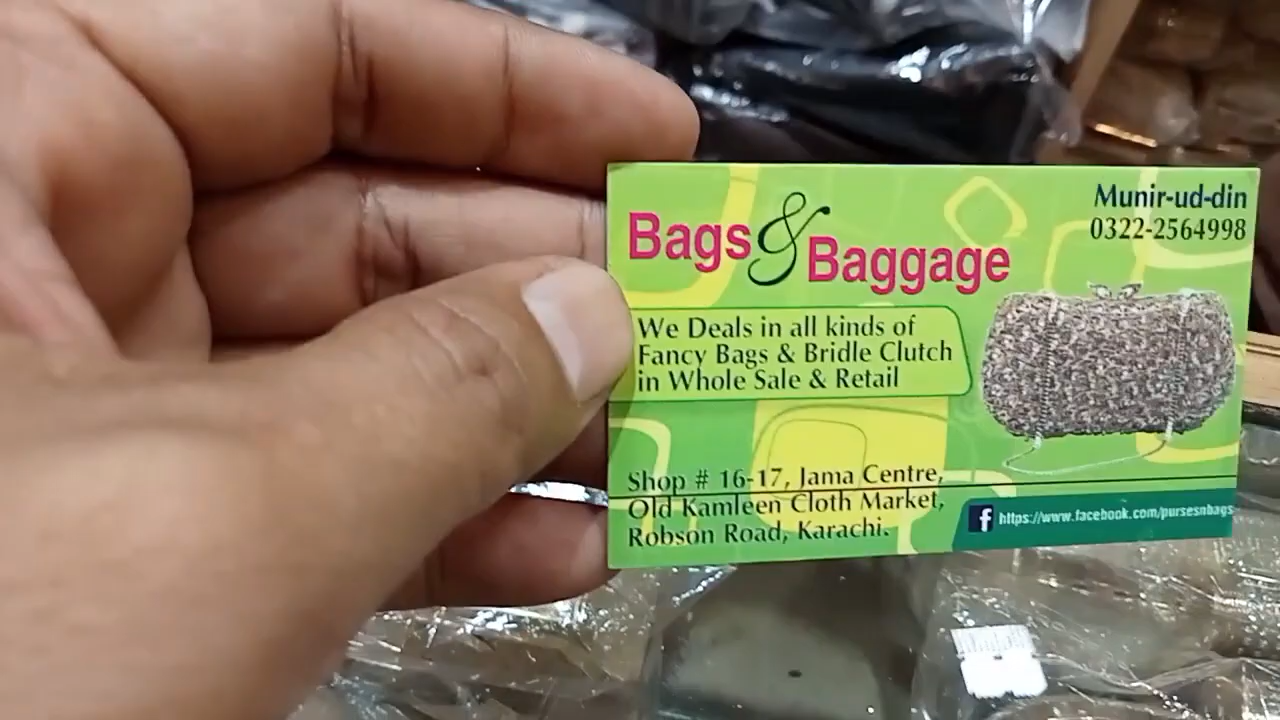 Bags & Baggage
Munir-ud-din
0322-2564998
We Deals in all kinds of
Fancy Bags & Bridle Clutch
in Whole Sale & Retail
Shop # 16-17, Jama Centre,
Old Kamleen Cloth Market,
Robson Road, Karachi.
f https://www.facebook.com/pursesnbags